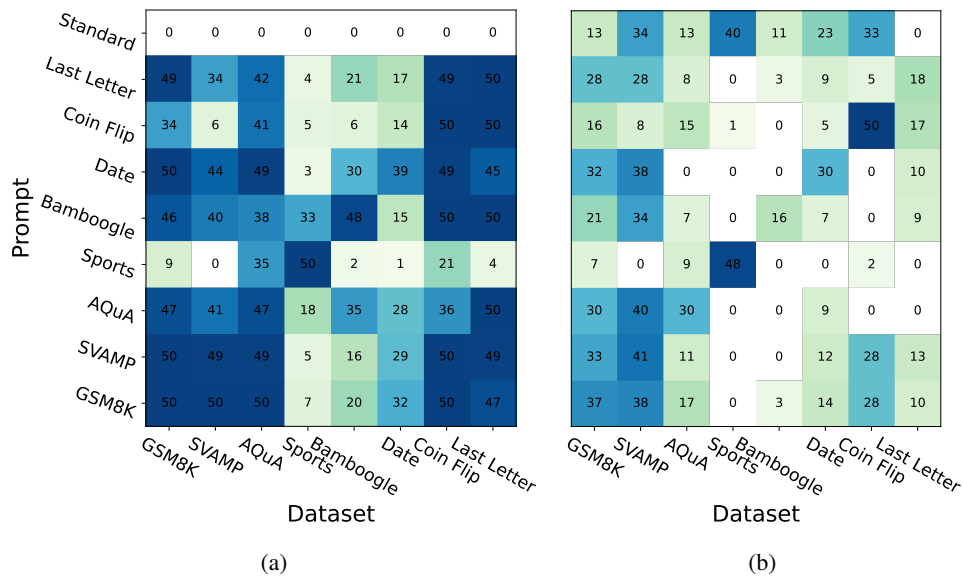 Prompt
Standard 0 0 0 0 0 0 0 0
Last Letter 49 34 42 4 21 17 49 50
Coin Flip 34 6 41 5 6 14 50 50
Date 50 44 49 3 30 39 49 45
Bamboogle 46 40 38 33 48 15 50 50
Sports 9 0 35 50 2 1 21 4
AQuA 47 41 47 18 35 28 36 50
SVAMP 50 49 49 5 16 29 50 49
GSM8K 50 50 50 7 20 32 50 47
GSM8K SVAMP AQuA Sports Bamboogle Date Coin Flip Last Letter
Dataset
(a)
13 34 13 40 11 23 33 0
28 28 8 0 3 9 5 18
16 8 15 1 0 5 50 17
32 38 0 0 0 30 0 10
21 34 7 0 16 7 0 9
7 0 9 48 0 0 2 0
30 40 30 0 0 9 0 0
33 41 11 0 0 12 28 13
37 38 17 0 3 14 28 10
GSM8K SVAMP AQuA Sports Bamboogle Date Coin Flip Last Letter
Dataset
(b)